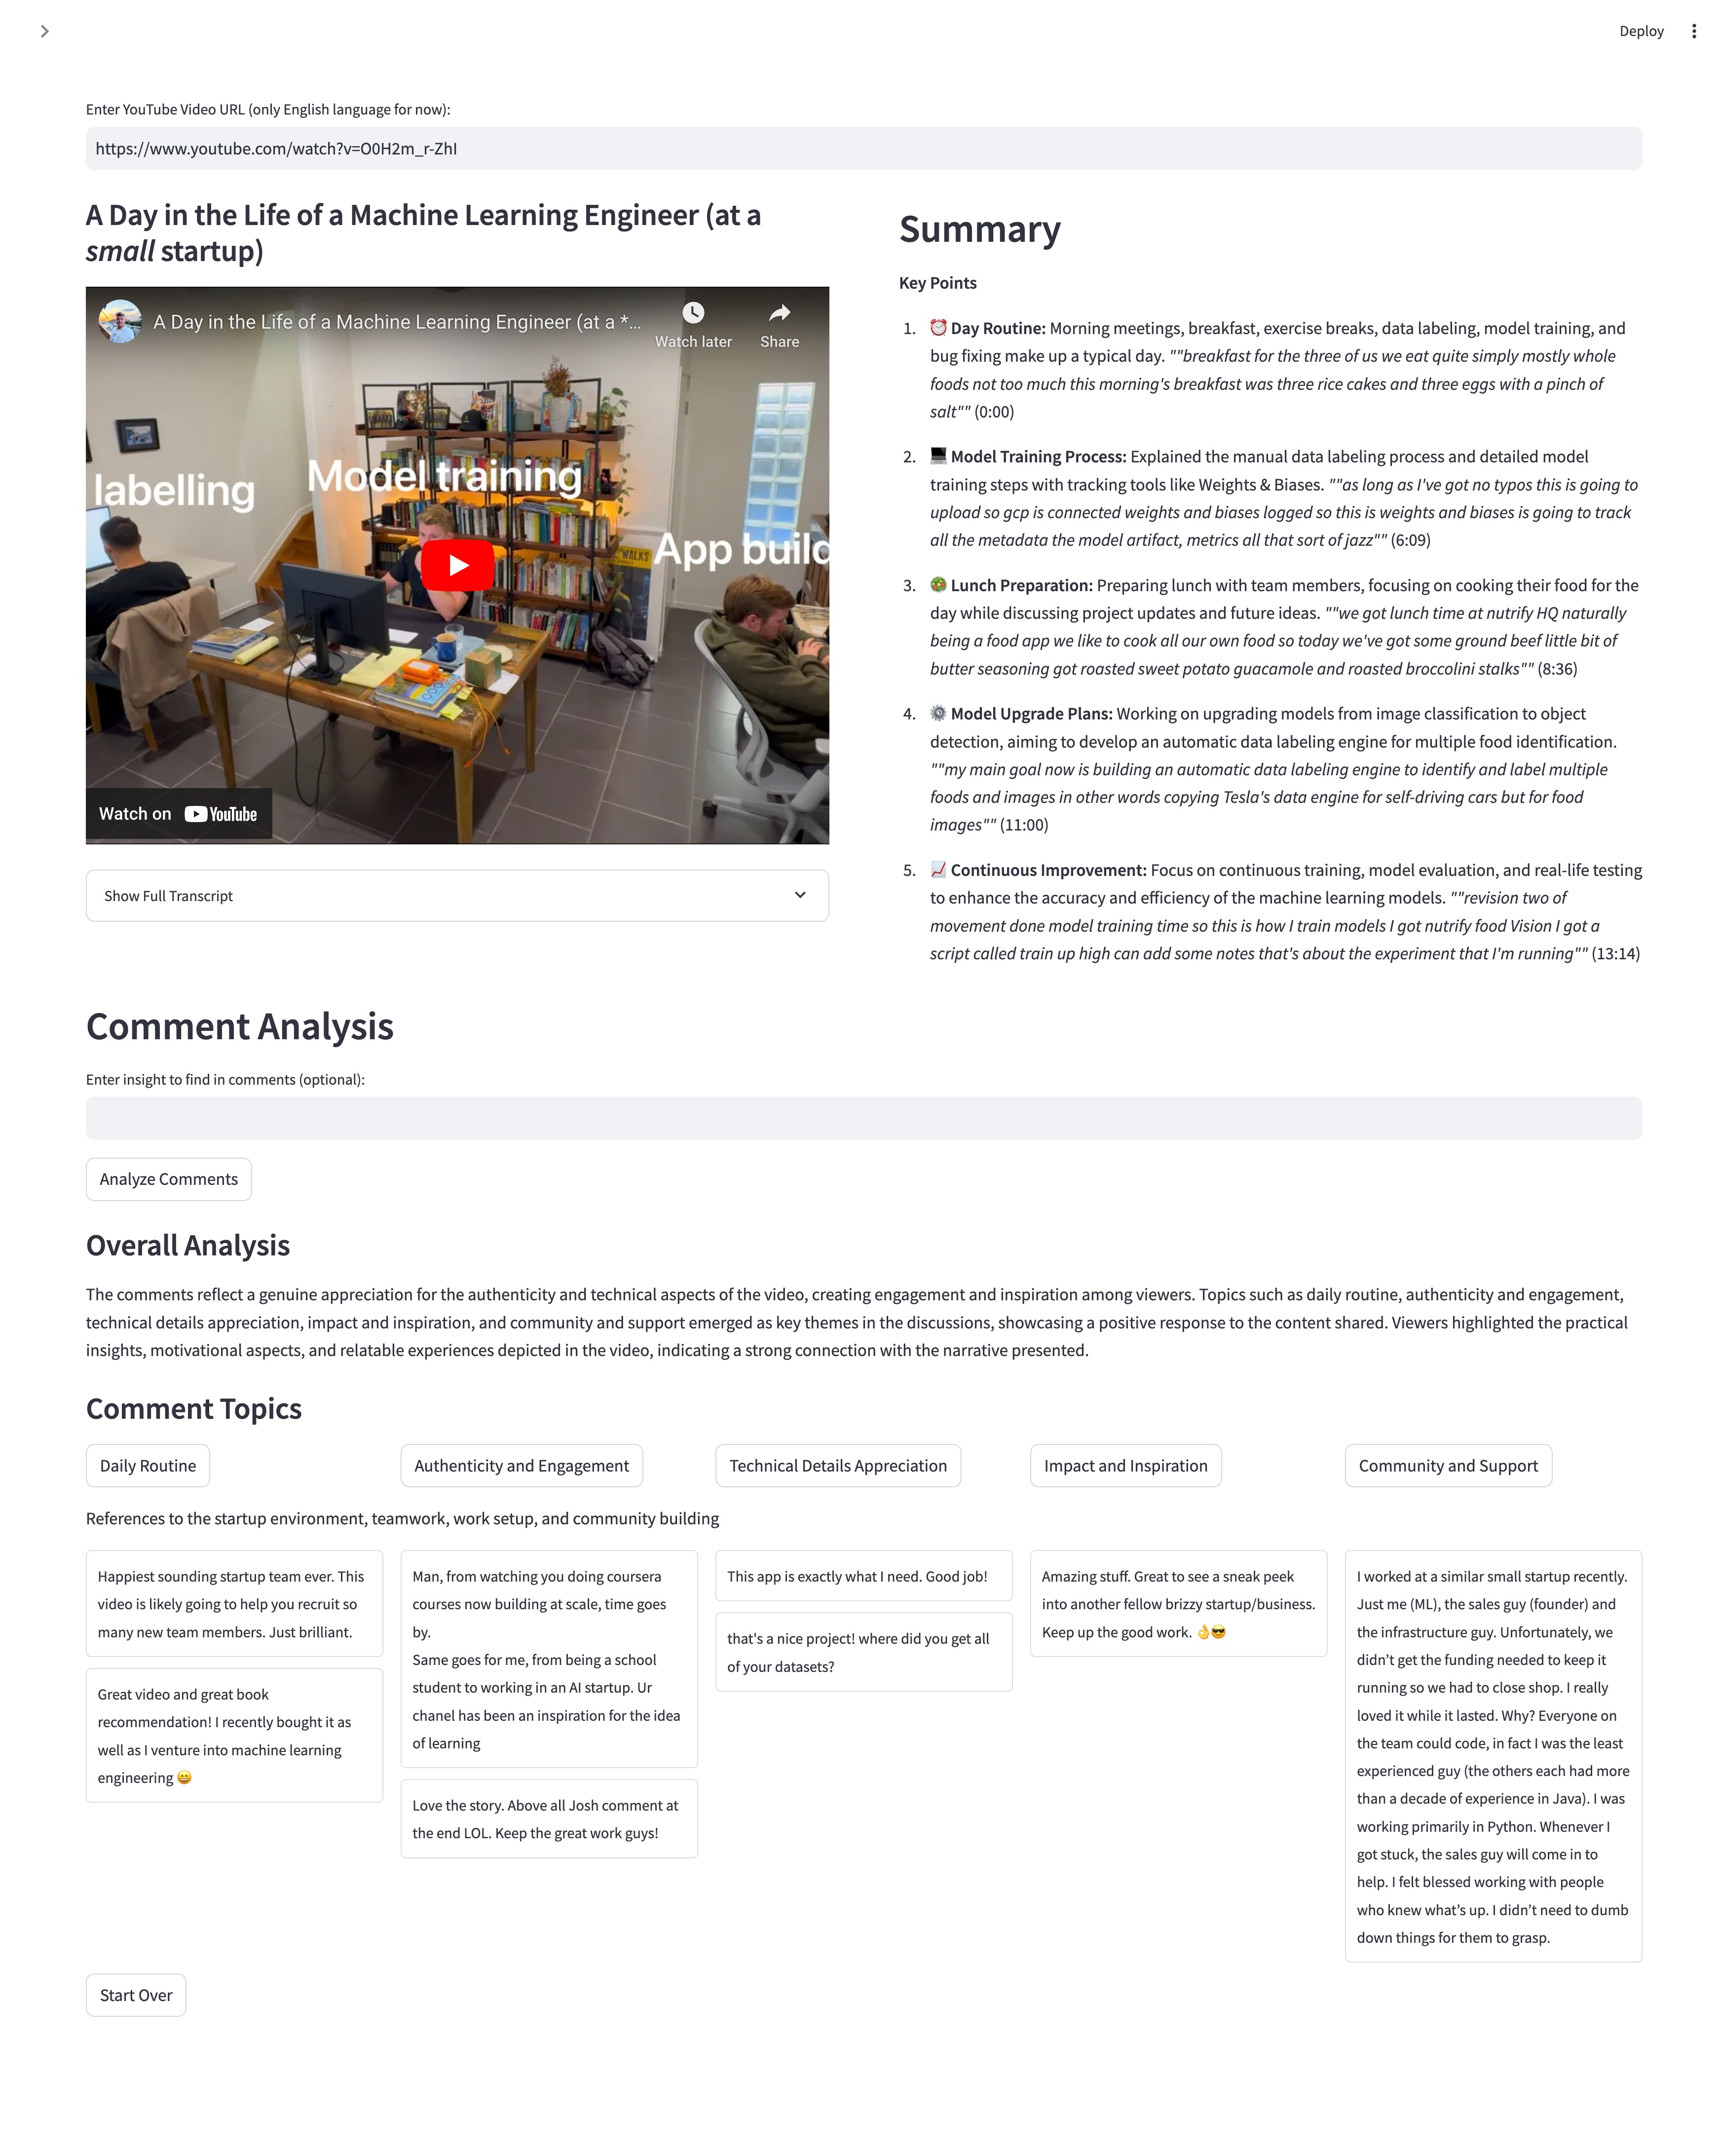 Deploy
Enter YouTube Video URL (only English language for now):
https://www.youtube.com/watch?v=O0H2m_r-ZhI
A Day in the Life of a Machine Learning Engineer (at a
small startup)
A Day in the Life of a Machine Learning Engineer (at a *...
Watch later
Share
labelling
Model training
App builc
WALKS
Watch on YouTube
Show Full Transcript
Summary
Key Points
1. ⏰ Day Routine: Morning meetings, breakfast, exercise breaks, data labeling, model training, and
bug fixing make up a typical day. ""breakfast for the three of us we eat quite simply mostly whole
foods not too much this morning's breakfast was three rice cakes and three eggs with a pinch of
salt"" (0:00)
2. 💻 Model Training Process: Explained the manual data labeling process and detailed model
training steps with tracking tools like Weights & Biases. ""as long as I've got no typos this is going to
upload so gcp is connected weights and biases logged so this is weights and biases is going to track
all the metadata the model artifact, metrics all that sort of jazz"" (6:09)
3. 🥗 Lunch Preparation: Preparing lunch with team members, focusing on cooking their food for the
day while discussing project updates and future ideas. ""we got lunch time at nutrify HQ naturally
being a food app we like to cook all our own food so today we've got some ground beef little bit of
butter seasoning got roasted sweet potato guacamole and roasted broccolini stalks"" (8:36)
4. ⚙️ Model Upgrade Plans: Working on upgrading models from image classification to object
detection, aiming to develop an automatic data labeling engine for multiple food identification.
""my main goal now is building an automatic data labeling engine to identify and label multiple
foods and images in other words copying Tesla's data engine for self-driving cars but for food
images"" (11:00)
5. 📈 Continuous Improvement: Focus on continuous training, model evaluation, and real-life testing
to enhance the accuracy and efficiency of the machine learning models. ""revision two of
movement done model training time so this is how I train models I got nutrify food Vision I got a
script called train up high can add some notes that's about the experiment that I'm running"" (13:14)
Comment Analysis
Enter insight to find in comments (optional):
Analyze Comments
Overall Analysis
The comments reflect a genuine appreciation for the authenticity and technical aspects of the video, creating engagement and inspiration among viewers. Topics such as daily routine, authenticity and engagement,
technical details appreciation, impact and inspiration, and community and support emerged as key themes in the discussions, showcasing a positive response to the content shared. Viewers highlighted the practical
insights, motivational aspects, and relatable experiences depicted in the video, indicating a strong connection with the narrative presented.
Comment Topics
Daily Routine
Authenticity and Engagement
Technical Details Appreciation
Impact and Inspiration
Community and Support
References to the startup environment, teamwork, work setup, and community building
Happiest sounding startup team ever. This
video is likely going to help you recruit so
many new team members. Just brilliant.
Great video and great book
recommendation! I recently bought it as
well as I venture into machine learning
engineering 😄
Man, from watching you doing coursera
courses now building at scale, time goes
by.
Same goes for me, from being a school
student to working in an AI startup. Ur
chanel has been an inspiration for the idea
of learning
Love the story. Above all Josh comment at
the end LOL. Keep the great work guys!
This app is exactly what I need. Good job!
that's a nice project! where did you get all
of your datasets?
Amazing stuff. Great to see a sneak peek
into another fellow brizzy startup/business.
Keep up the good work. 👌😎
I worked at a similar small startup recently.
Just me (ML), the sales guy (founder) and
the infrastructure guy. Unfortunately, we
didn’t get the funding needed to keep it
running so we had to close shop. I really
loved it while it lasted. Why? Everyone on
the team could code, in fact I was the least
experienced guy (the others each had more
than a decade of experience in Java). I was
working primarily in Python. Whenever I
got stuck, the sales guy will come in to
help. I felt blessed working with people
who knew what’s up. I didn’t need to dumb
down things for them to grasp.
Start Over